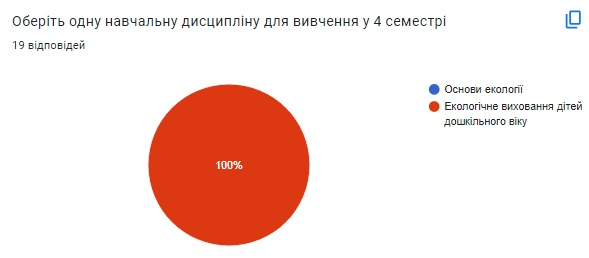 Оберіть одну навчальну дисципліну для вивчення у 4 семестрі
19 відповідей
Основи екології
Екологічне виховання дітей
дошкільного віку
100%